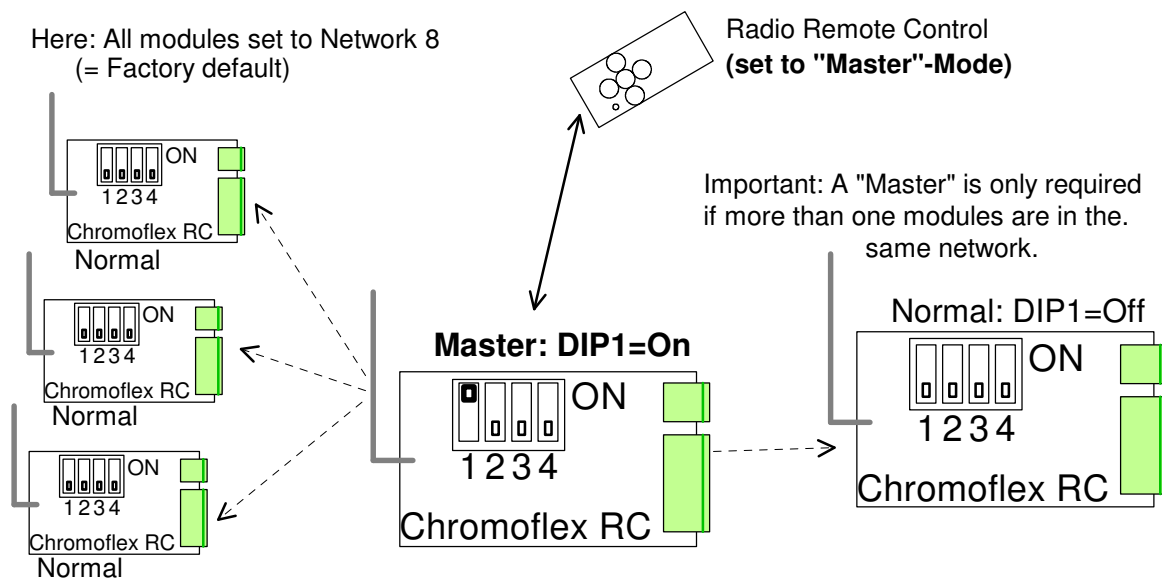 Here: All modules set to Network 8
(= Factory default)
Radio Remote Control
(set to "Master"-Mode)
Important: A "Master" is only required
if more than one modules are in the.
same network.
ON
1234
Chromoflex RC
Normal
ON
1234
Chromoflex RC
Normal
ON
1234
Chromoflex RC
Normal
Master: DIP1=On
ON
1234
Chromoflex RC
Normal: DIP1=Off
ON
1234
Chromoflex RC